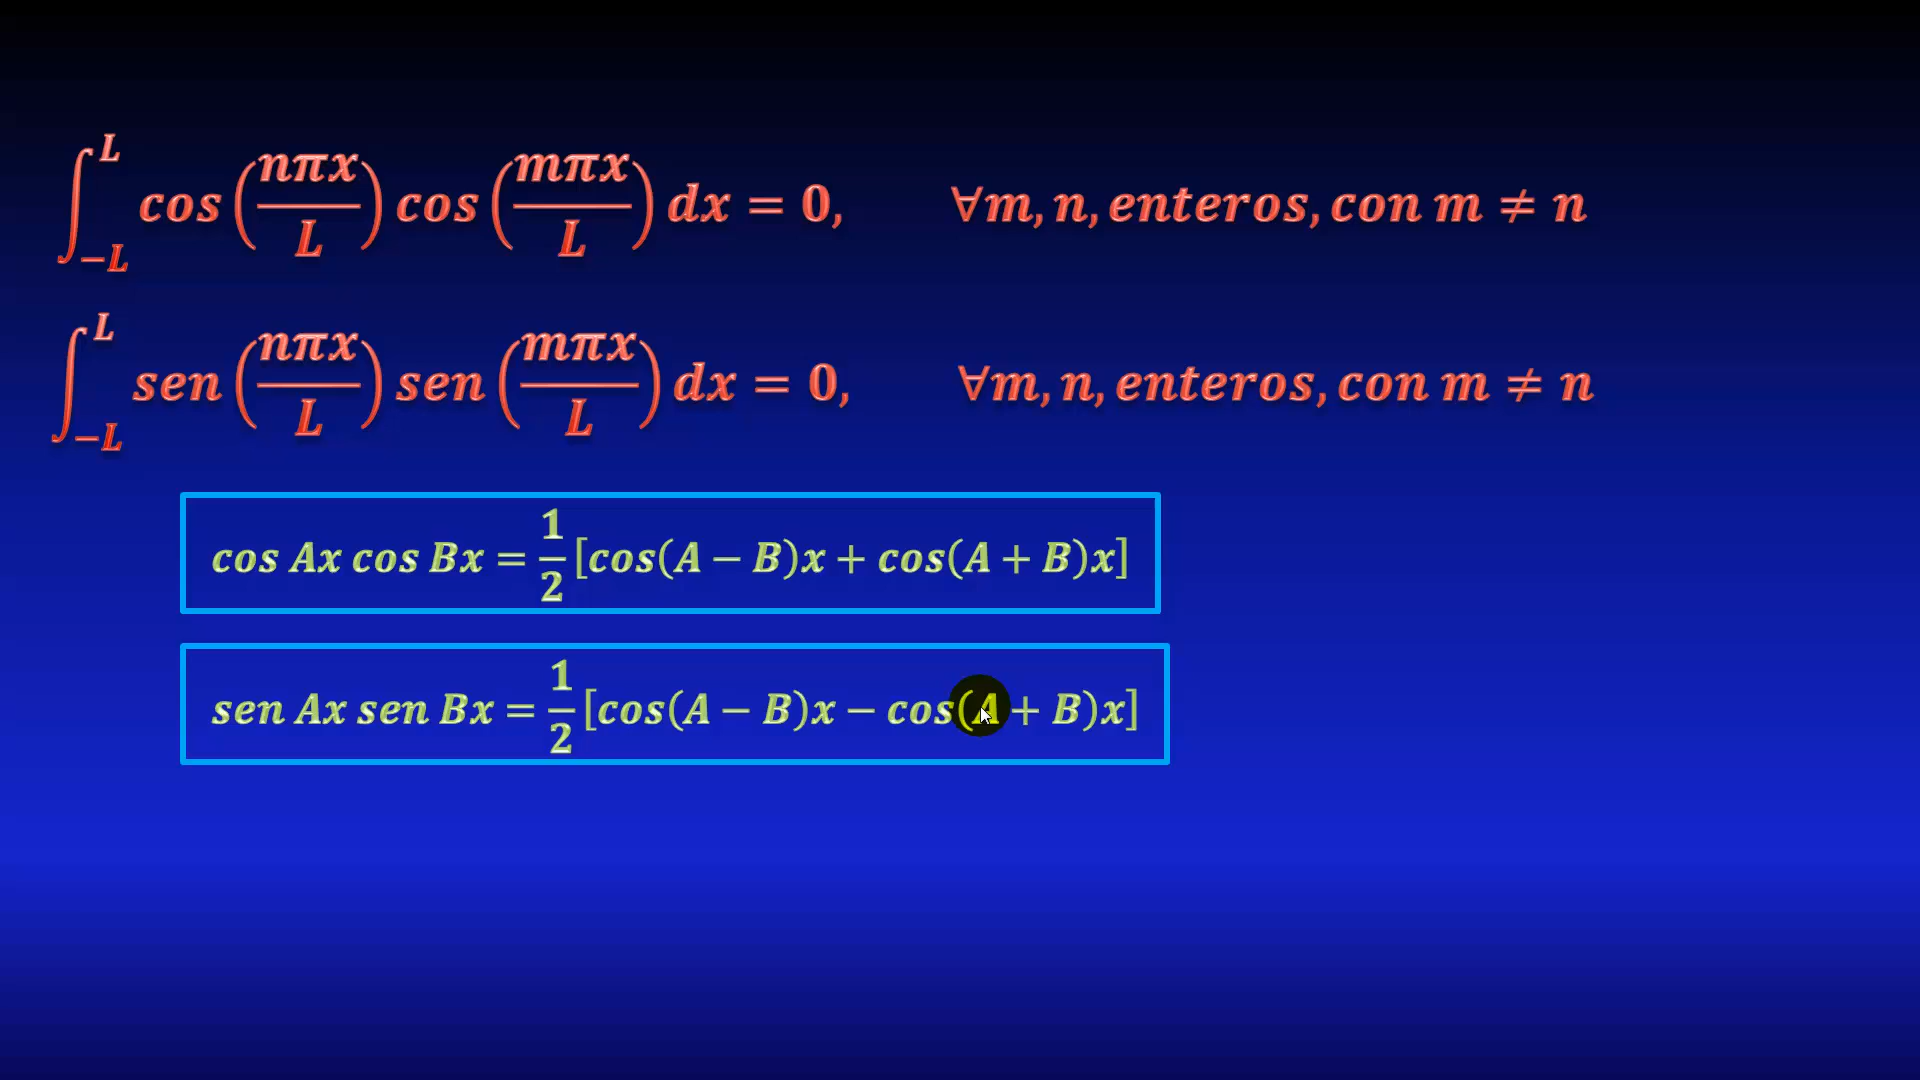 ∫_{-L}^{L} cos(nπx/L) cos(mπx/L) dx = 0, ∀m, n, enteros, con m ≠ n
∫_{-L}^{L} sen(nπx/L) sen(mπx/L) dx = 0, ∀m, n, enteros, con m ≠ n
cos Ax cos Bx = 1/2 [cos(A − B)x + cos(A + B)x]
sen Ax sen Bx = 1/2 [cos(A − B)x − cos(A + B)x]